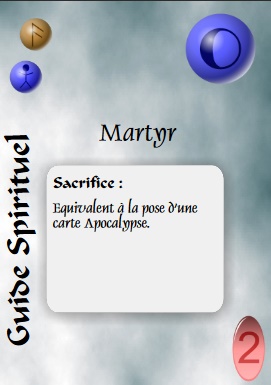 Martyr
Guide Spirituel
Sacrifice :
Equivalent à la pose d'une
carte Apocalypse.
2